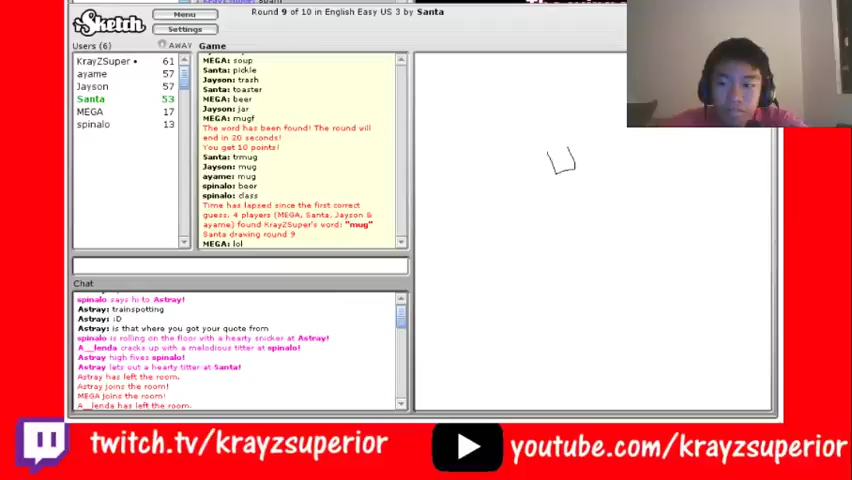 Round 9 of 10 in English Easy US 3 by Santa
iSketch
Menu
Settings
Users (6)
AWAY
Game
KrayZSuper • 61
ayame 57
Jayson 57
Santa 53
MEGA 17
spinalo 13
MEGA: soup
Santa: pickle
Jayson: trash
Santa: toaster
MEGA: beer
Jayson: jar
MEGA: mugf
The word has been found! The round will
end in 20 seconds!
You get 10 points!
Santa: trmug
Jayson: mug
ayame: mug
spinalo: beer
spinalo: class
Time has lapsed since the first correct
guess. 4 players (MEGA, Santa, Jayson &
ayame) found KrayZSuper's word: "mug"
Santa drawing round 9
MEGA: lol
Chat
spinalo says hi to Astray!
Astray: trainspotting
Astray: :D
Astray: is that where you got your quote from
spinalo is rolling on the floor with a hearty snicker at Astray!
A__lenda cracks up with a melodious titter at spinalo!
Astray high fives spinalo!
Astray lets out a hearty titter at Santa!
Astray has left the room.
Astray joins the room!
MEGA joins the room!
A__lenda has left the room.
twitch.tv/krayzsuperior
youtube.com/krayzsuperior